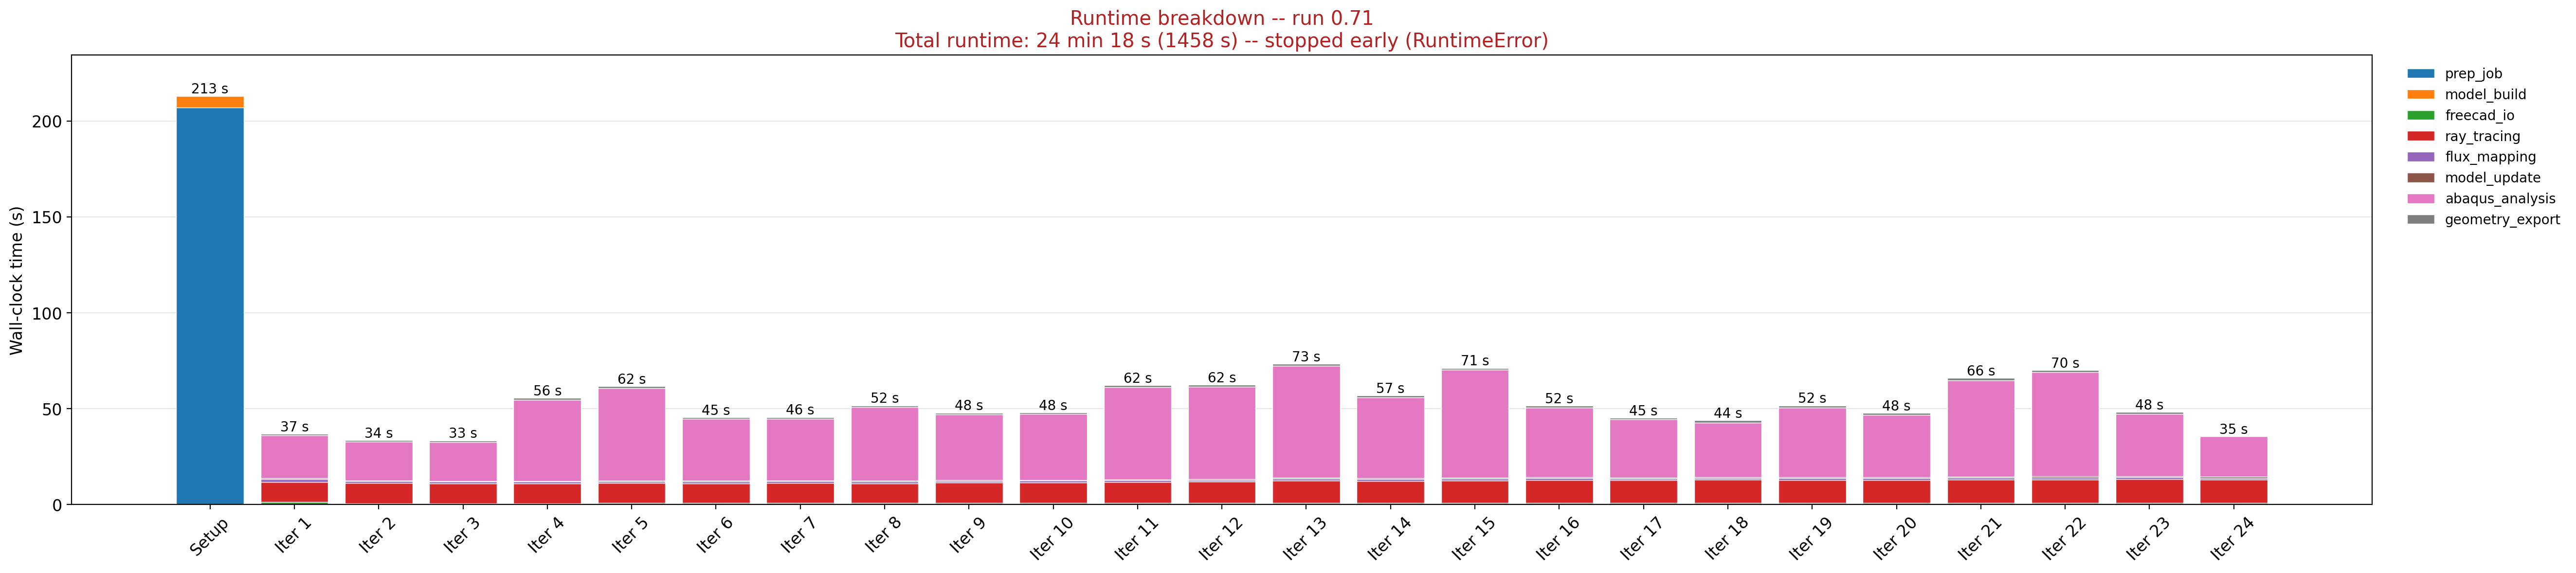 Runtime breakdown -- run 0.71
Total runtime: 24 min 18 s (1458 s) -- stopped early (RuntimeError)
Wall-clock time (s)
200
150
100
50
0
213 s
37 s
34 s
33 s
56 s
62 s
45 s
46 s
52 s
48 s
48 s
62 s
62 s
73 s
57 s
71 s
52 s
45 s
44 s
52 s
48 s
66 s
70 s
48 s
35 s
Setup
Iter 1
Iter 2
Iter 3
Iter 4
Iter 5
Iter 6
Iter 7
Iter 8
Iter 9
Iter 10
Iter 11
Iter 12
Iter 13
Iter 14
Iter 15
Iter 16
Iter 17
Iter 18
Iter 19
Iter 20
Iter 21
Iter 22
Iter 23
Iter 24
prep_job
model_build
freecad_io
ray_tracing
flux_mapping
model_update
abaqus_analysis
geometry_export